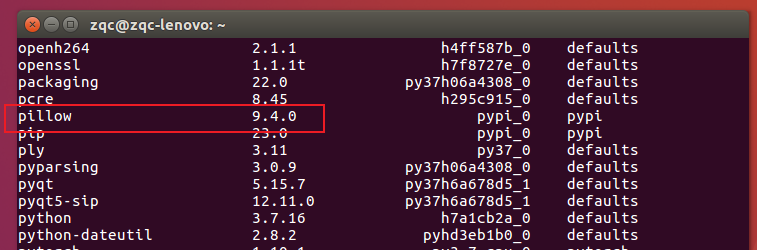 zqc@zqc-lenovo: ~
openh264 2.1.1 h4ff587b_0 defaults
openssl 1.1.1t h7f8727e_0 defaults
packaging 22.0 py37h06a4308_0 defaults
pcre 8.45 h295c915_0 defaults
pillow 9.4.0 pypi_0 pypi
pip 23.0 pypi_0 pypi
ply 3.11 py37_0 defaults
pyparsing 3.0.9 py37h06a4308_0 defaults
pyqt 5.15.7 py37h6a678d5_1 defaults
pyqt5-sip 12.11.0 py37h6a678d5_1 defaults
python 3.7.16 h7a1cb2a_0 defaults
python-dateutil 2.8.2 pyhd3eb1b0_0 defaults